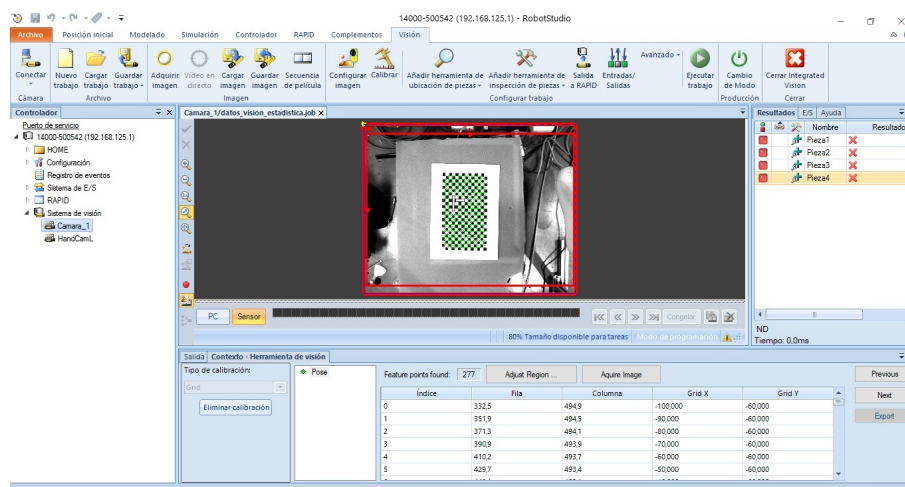 14000-500542 (192.168.125.1) - RobotStudio
Archivo Posición inicial Modelado Simulación Controlador RAPID Complementos Visión
Conectar Nuevo trabajo Cargar trabajo Guardar trabajo Adquirir imagen Vídeo en directo Cargar imagen Guardar imagen Secuencia de película Configurar imagen Calibrar Añadir herramienta de ubicación de piezas Añadir herramienta de inspección de piezas Salida a RAPID Entradas/ Salidas Avanzado Ejecutar trabajo Cambio de Modo Cerrar Integrated Vision
Cámara Archivo Imagen Configurar trabajo Producción Cerrar
Controlador Camara_1/datos_vision_estadistica.job Resultados E/S Ayuda
Puerto de servicio
14000-500542 (192.168.125.1)
HOME
Configuración
Registro de eventos
Sistema de E/S
RAPID
Sistema de visión
Camara_1
HandCamL
Nombre Resultado
Pieza1
Pieza2
Pieza3
Pieza4
PC Sensor Congelar
80% Tamaño disponible para tareas Modo de programación
ND
Tiempo: 0,0ms
Salida Contexto - Herramienta de visión
Tipo de calibración:
Grid
Eliminar calibración
Pose
Feature points found: 277 Adjust Region ... Aquire Image
Previous
Next
Export
Índice Fila Columna Grid X Grid Y
0 332,5 494,9 -100,000 -60,000
1 351,9 494,5 -90,000 -60,000
2 371,3 494,1 -80,000 -60,000
3 390,9 493,9 -70,000 -60,000
4 410,2 493,7 -60,000 -60,000
5 429,7 493,4 -50,000 -60,000